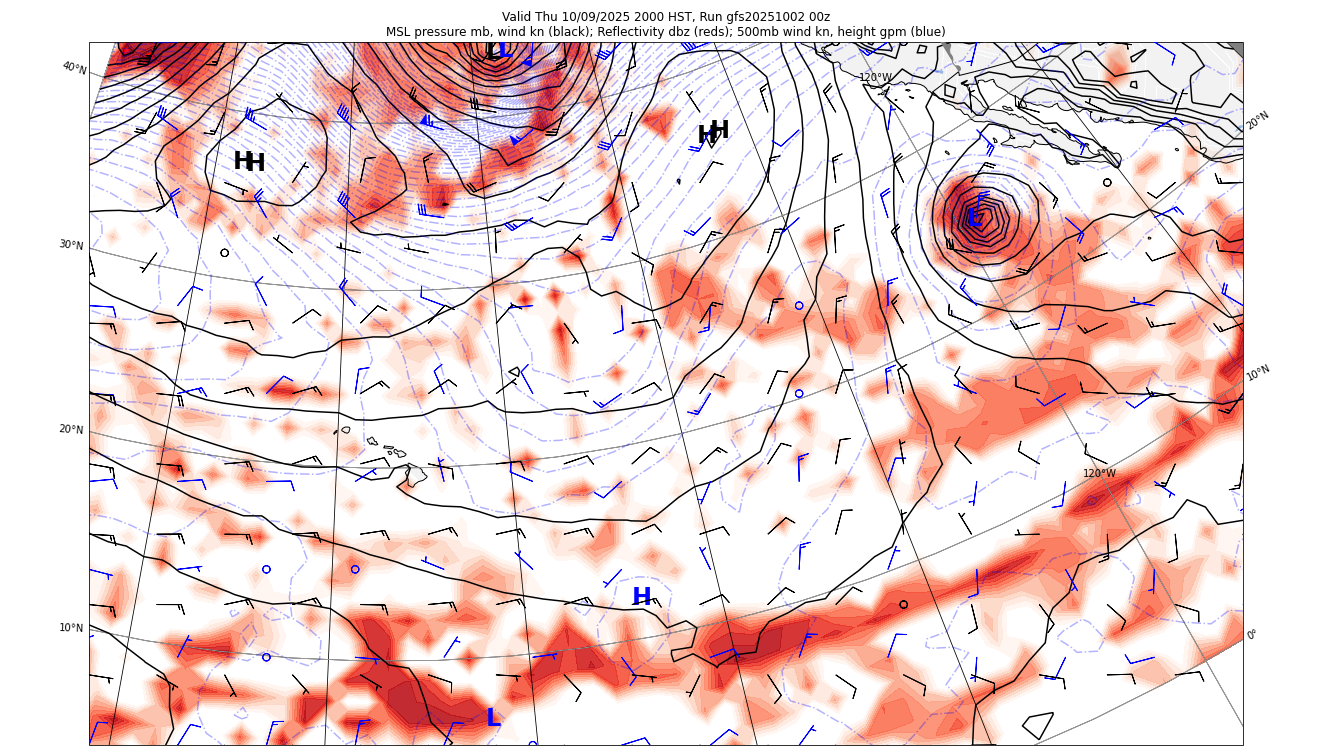 Valid Thu 10/09/2025 2000 HST, Run gfs20251002 00z
MSL pressure mb, wind kn (black); Reflectivity dbz (reds); 500mb wind kn, height gpm (blue)
L L
40°N
120°W
20°N
H H
H H
L
30°N
10°N
20°N
120°W
H
10°N
0°
L